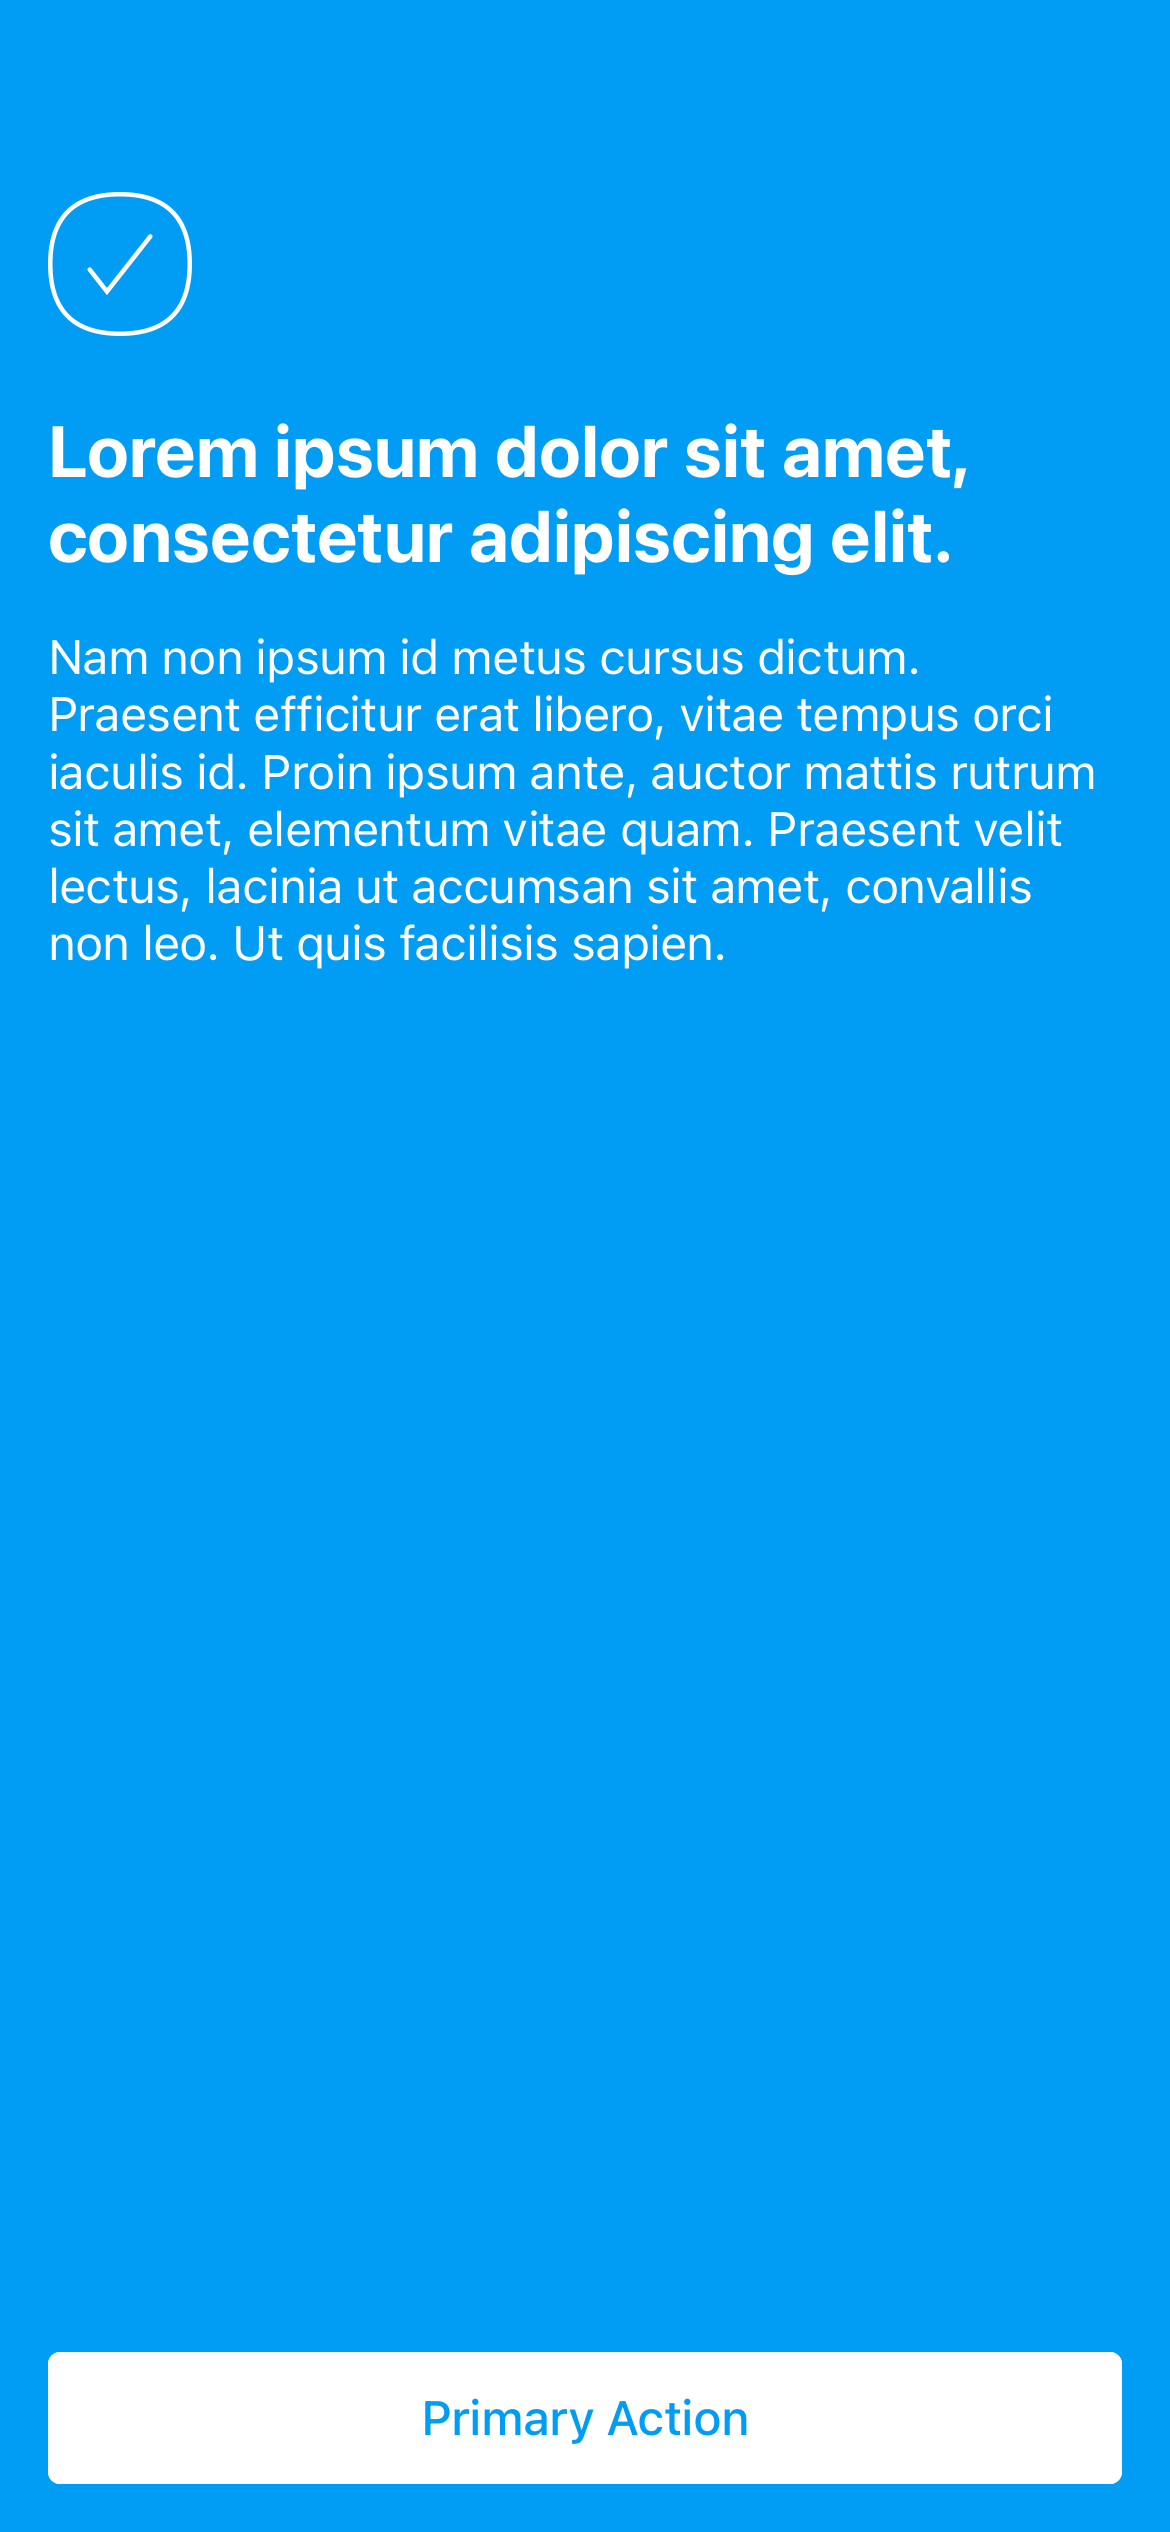 Lorem ipsum dolor sit amet,
consectetur adipiscing elit.
Nam non ipsum id metus cursus dictum.
Praesent efficitur erat libero, vitae tempus orci
iaculis id. Proin ipsum ante, auctor mattis rutrum
sit amet, elementum vitae quam. Praesent velit
lectus, lacinia ut accumsan sit amet, convallis
non leo. Ut quis facilisis sapien.
Primary Action